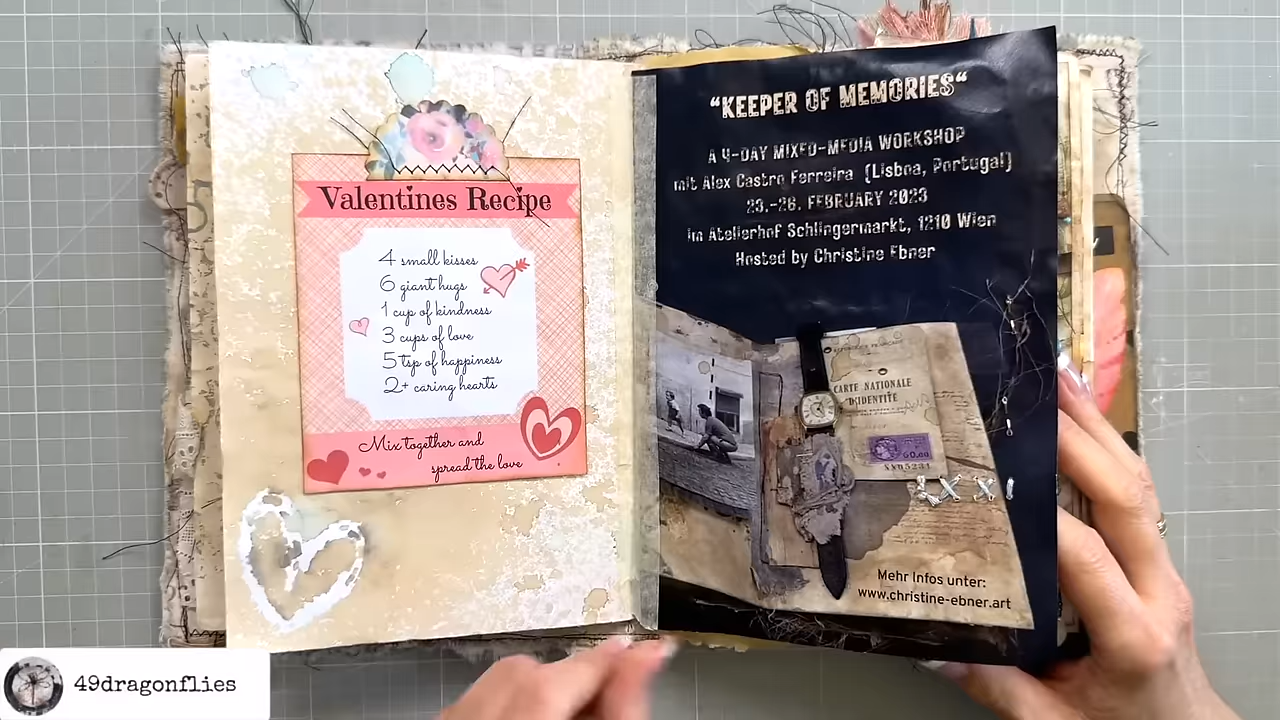 Valentines Recipe
4 small kisses
6 giant hugs
1 cup of kindness
3 cups of love
5 tsp of happiness
2+ caring hearts
Mix together and
spread the love
“KEEPER OF MEMORIES“
A 4-DAY MIXED-MEDIA WORKSHOP
mit Alex Castro Ferreira (Lisboa, Portugal)
23.-26. FEBRUARY 2023
im Atelierhof Schlingermarkt, 1210 Wien
Hosted by Christine Ebner
CARTE NATIONALE
D'IDENTITÉ
Mehr Infos unter:
www.christine-ebner.art
49dragonflies